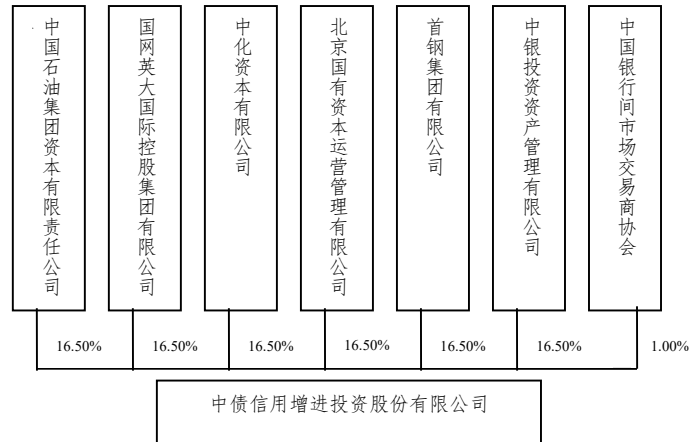 中国石油集团资本有限责任公司
国网英大国际控股集团有限公司
中化资本有限公司
北京国有资本运营管理有限公司
首钢集团有限公司
中银投资资产管理有限公司
中国银行间市场交易商协会
16.50%
16.50%
16.50%
16.50%
16.50%
16.50%
1.00%
中债信用增进投资股份有限公司